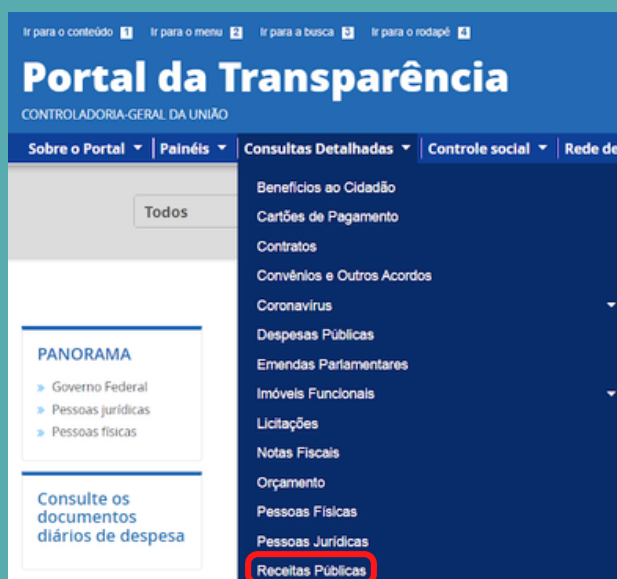 Ir para o conteúdo 1 Ir para o menu 2 Ir para a busca 3 Ir para o rodapé 4
Portal da Transparência
CONTROLADORIA-GERAL DA UNIÃO
Sobre o Portal Painéis Consultas Detalhadas Controle social Rede de
Todos
Benefícios ao Cidadão
Cartões de Pagamento
Contratos
Convênios e Outros Acordos
Coronavírus
Despesas Públicas
Emendas Parlamentares
Imóveis Funcionais
Licitações
Notas Fiscais
Orçamento
Pessoas Físicas
Pessoas Jurídicas
Receitas Públicas
PANORAMA
» Governo Federal
» Pessoas jurídicas
» Pessoas físicas
Consulte os
documentos
diários de despesa